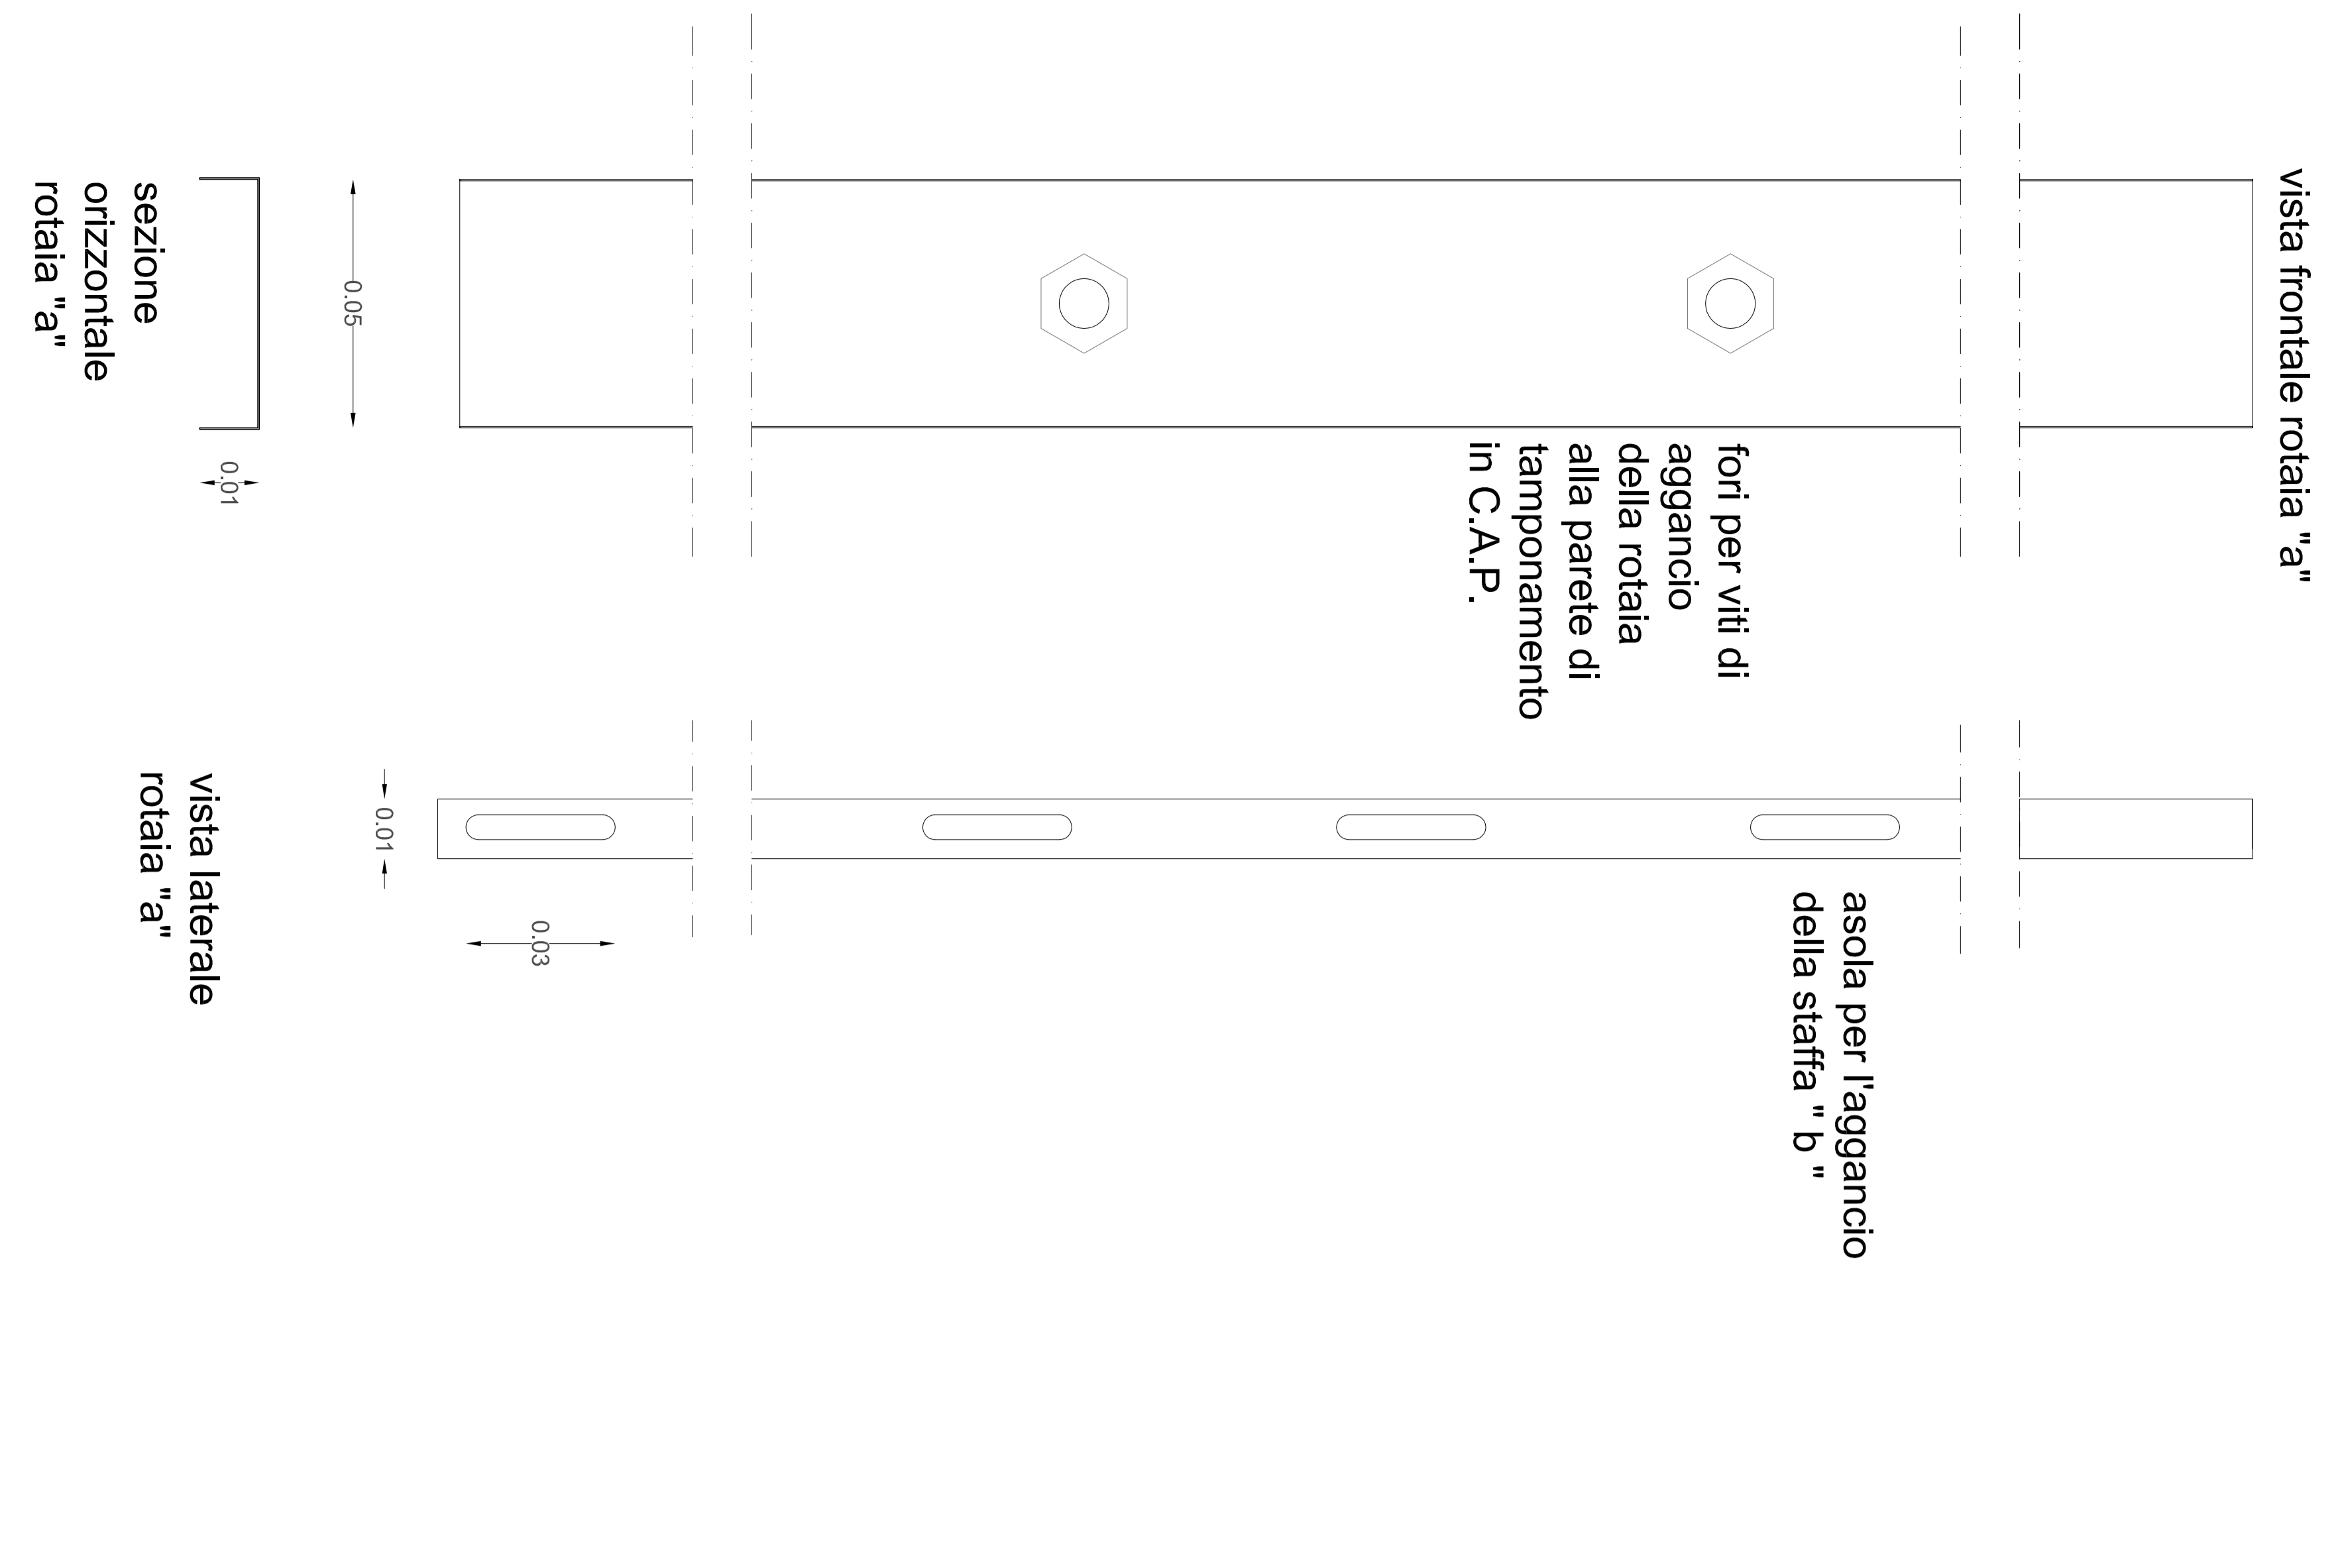 vista frontale rotaia "a"
fori per viti di
aggancio
della rotaia
alla parete di
tamponamento
in C.A.P.
0.05
sezione
orizzontale
rotaia "a"
0.01
asola per l'aggancio
della staffa " b "
0.03
0.01
vista laterale
rotaia "a"